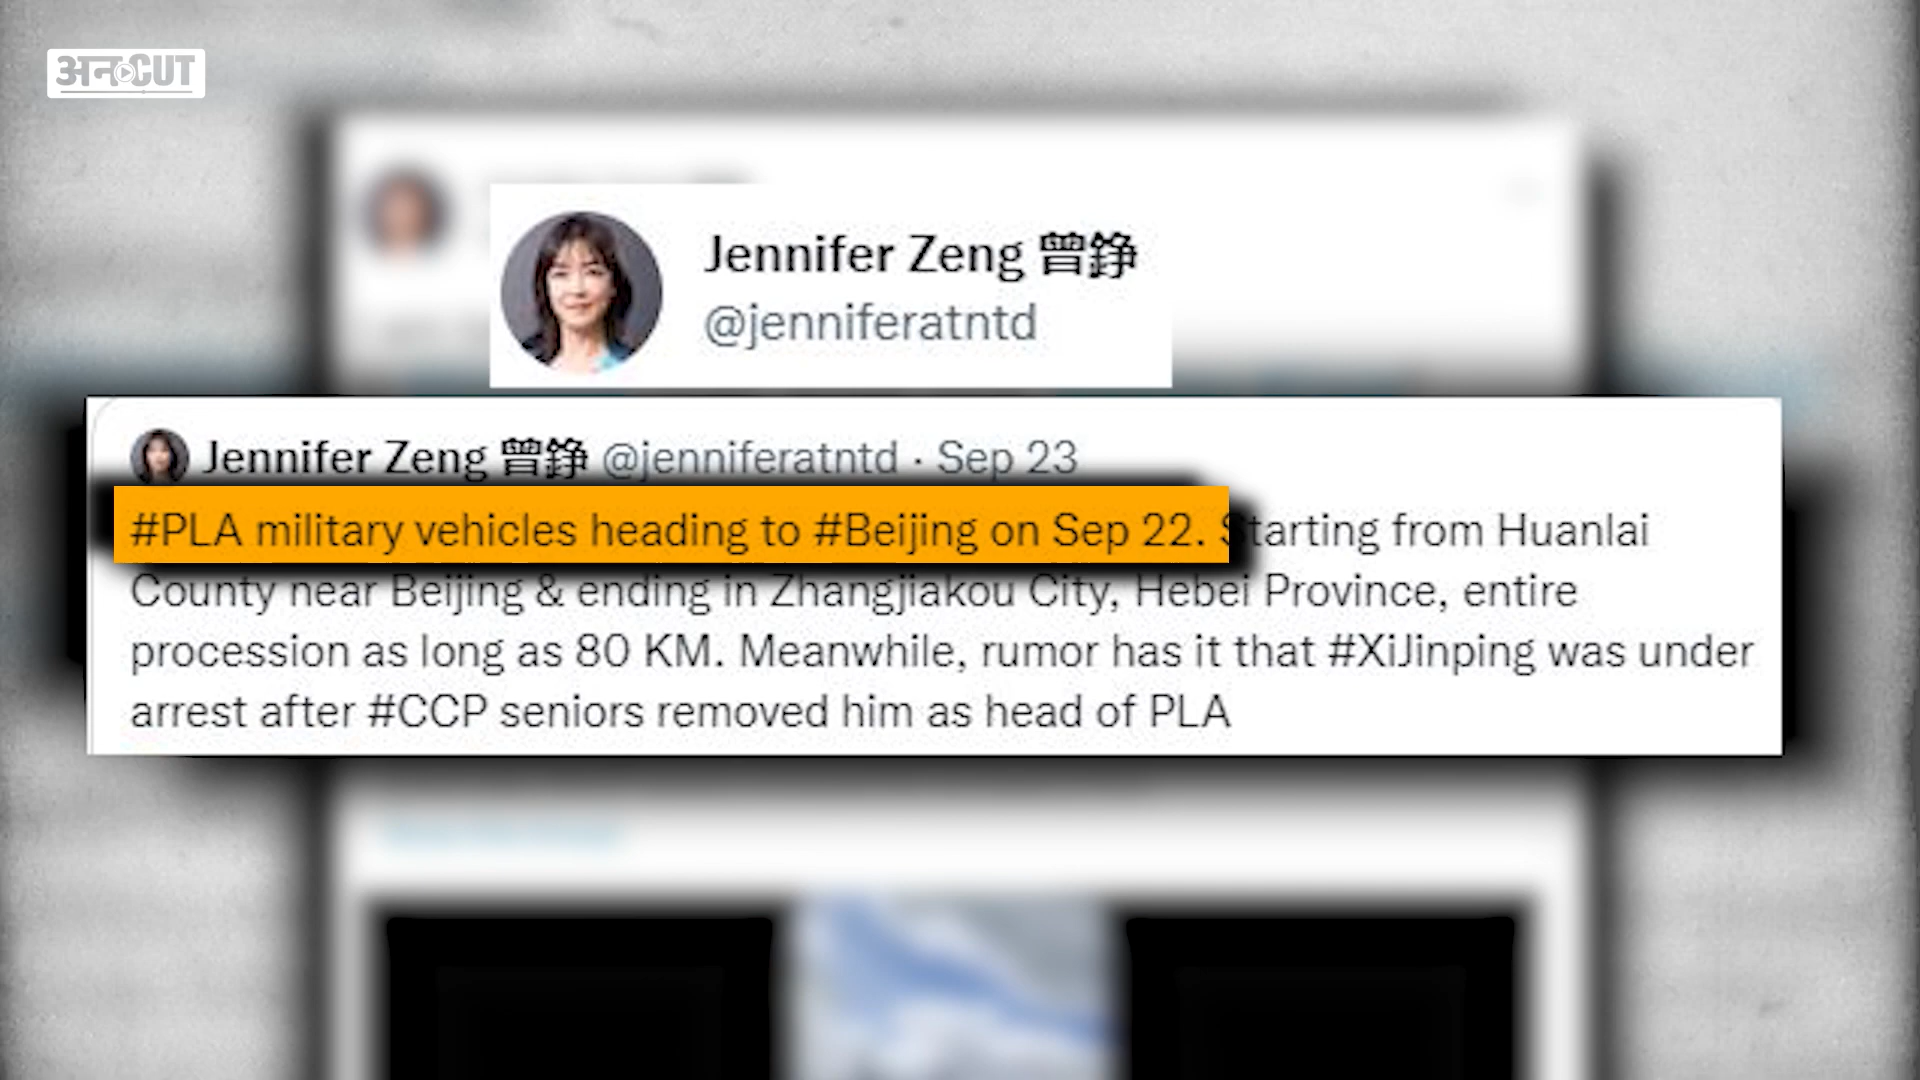 अनCUT
Jennifer Zeng 曾錚
@jenniferatntd
Jennifer Zeng 曾錚 @jenniferatntd · Sep 23
#PLA military vehicles heading to #Beijing on Sep 22. Starting from Huanlai
County near Beijing & ending in Zhangjiakou City, Hebei Province, entire
procession as long as 80 KM. Meanwhile, rumor has it that #XiJinping was under
arrest after #CCP seniors removed him as head of PLA